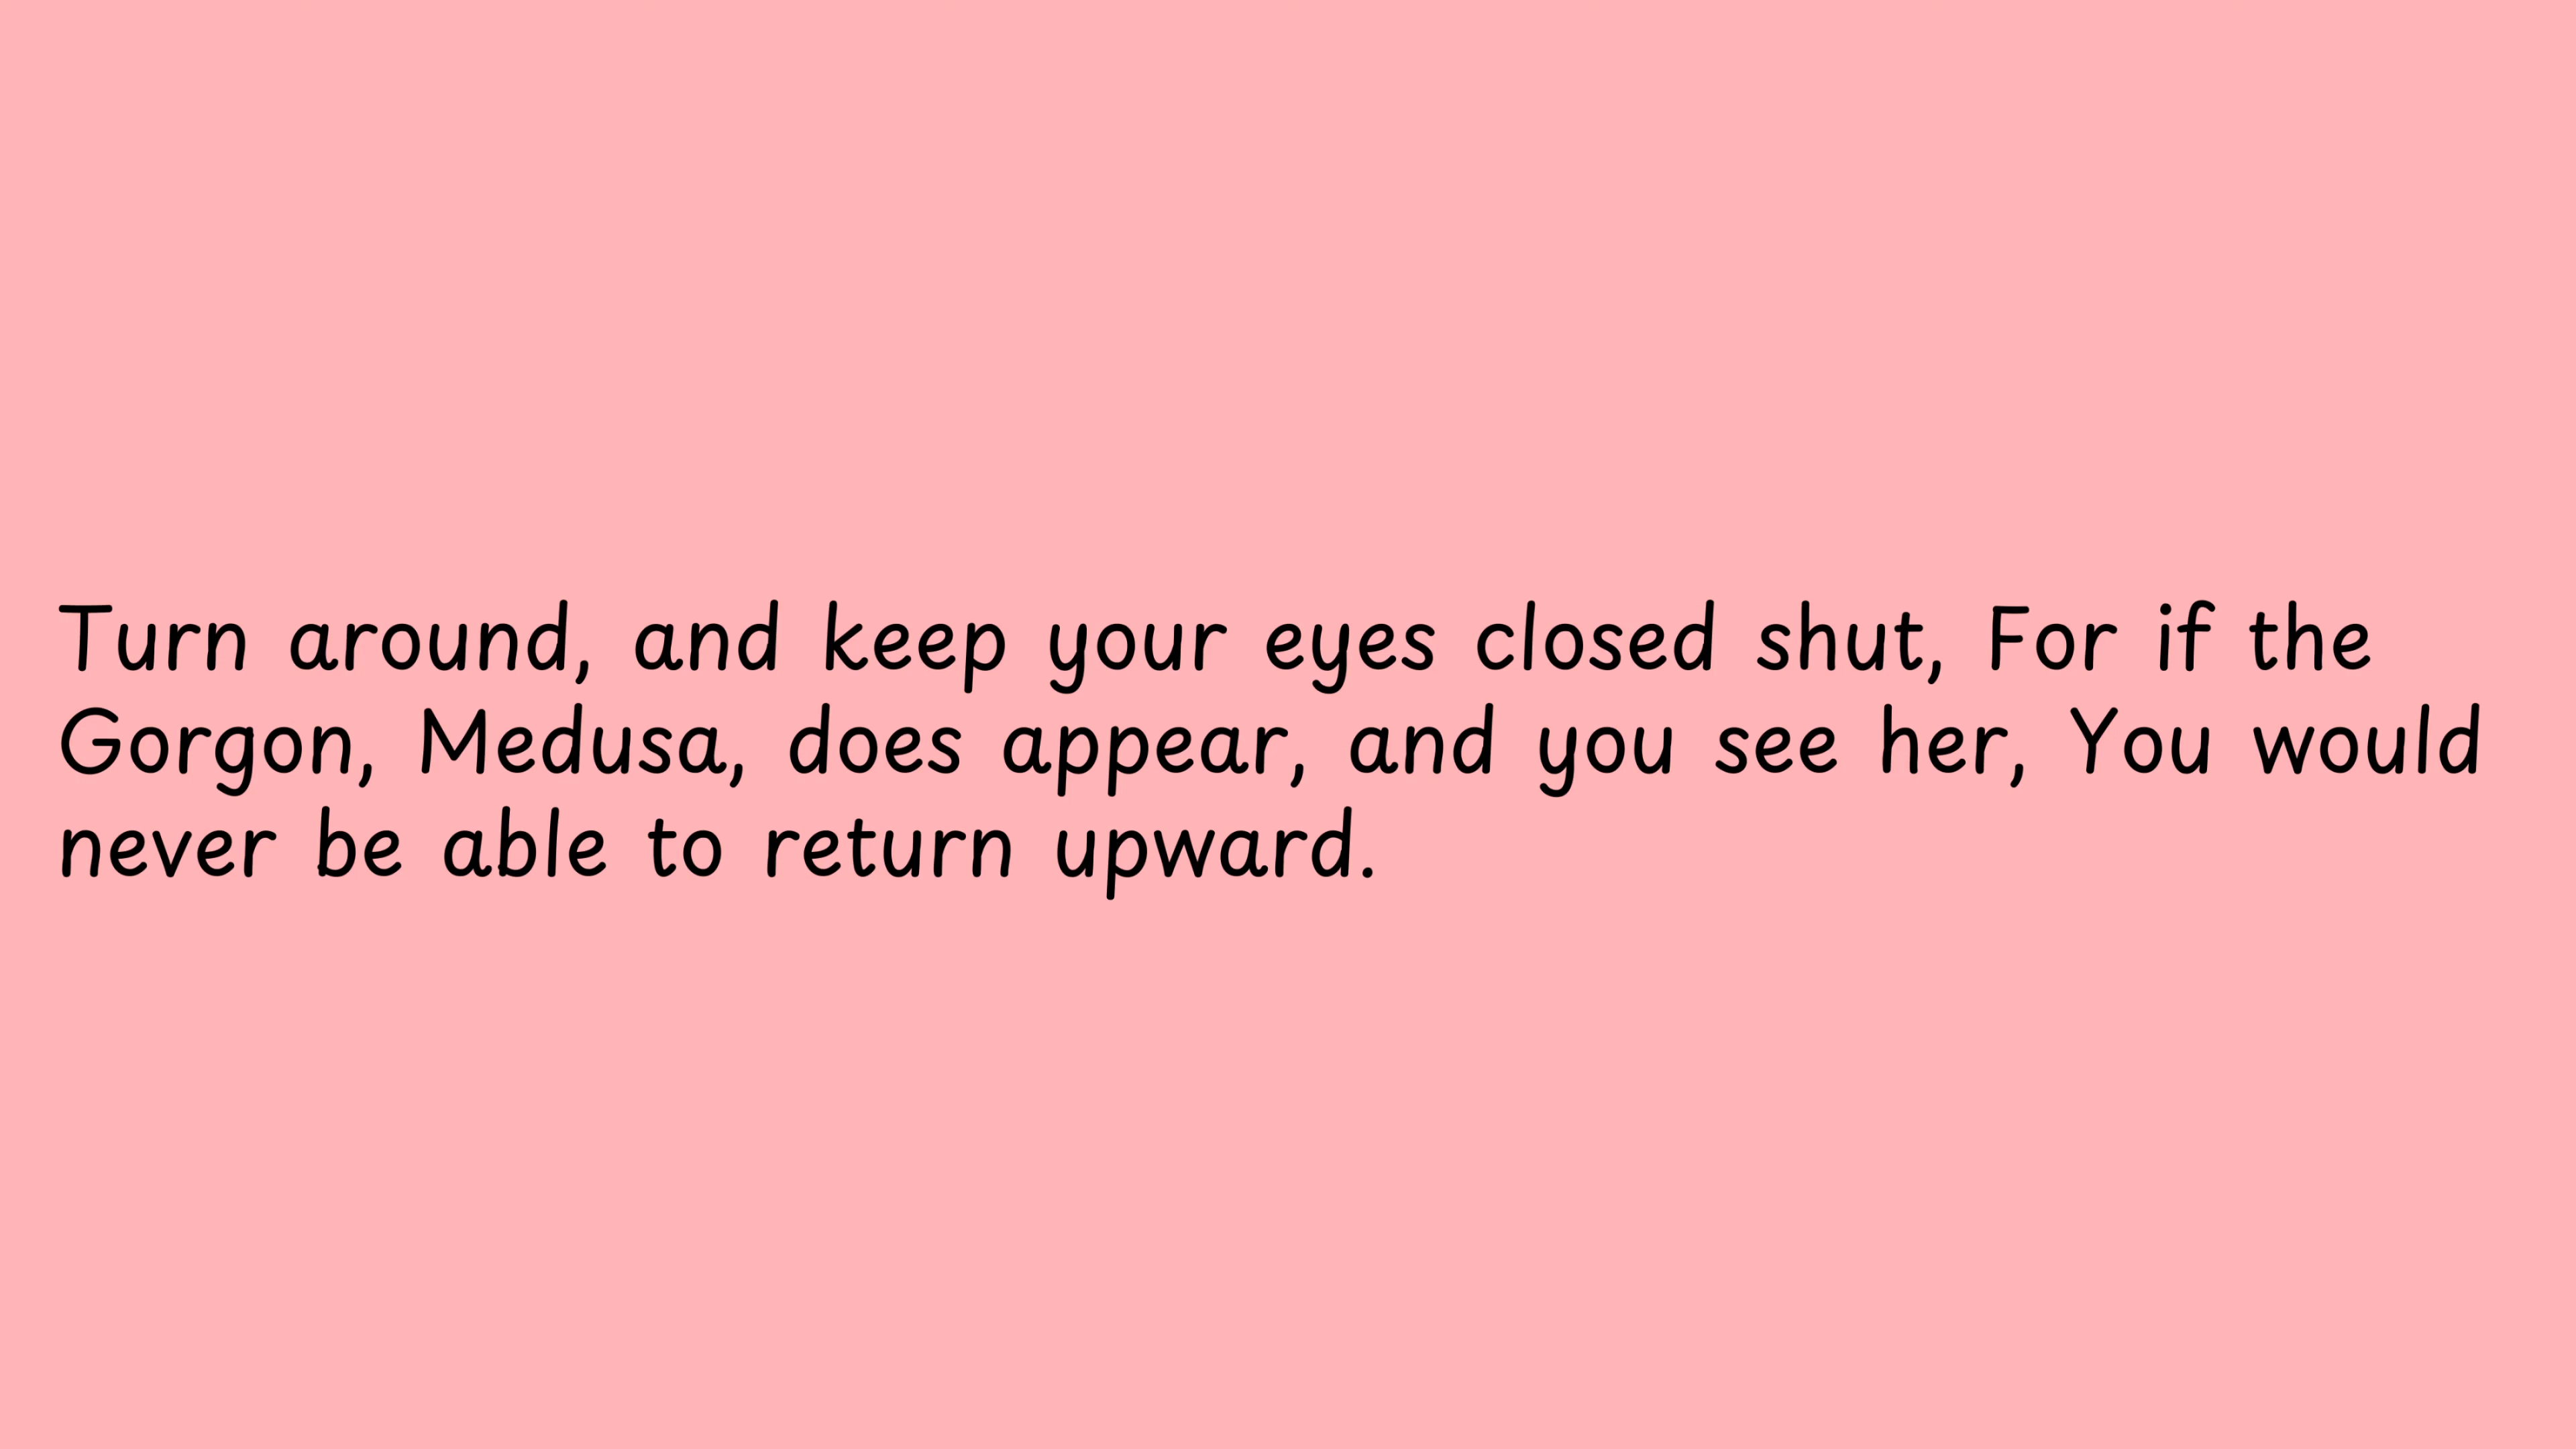 Turn around, and keep your eyes closed shut, For if the
Gorgon, Medusa, does appear, and you see her, You would
never be able to return upward.